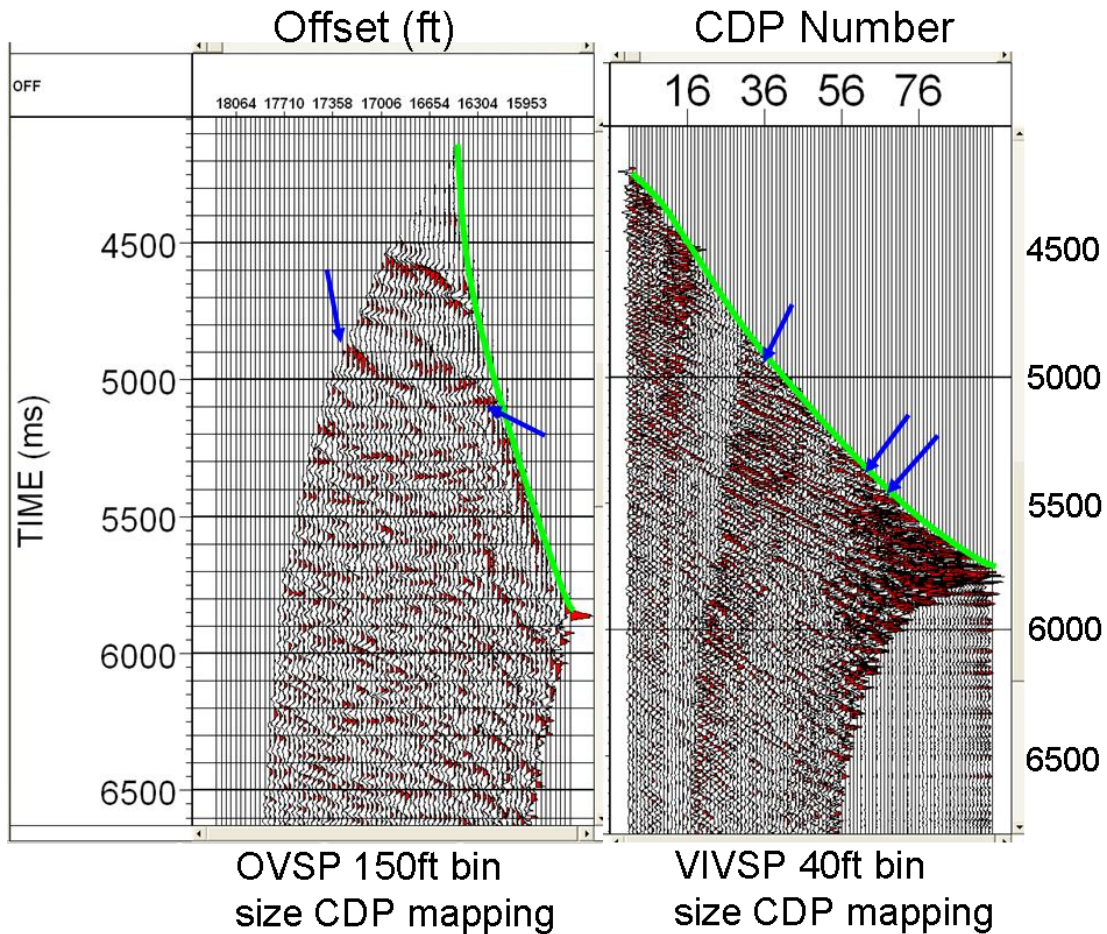 Offset (ft)
CDP Number
OFF
18064 17710 17358 17006 16654 16304 15953
16 36 56 76
TIME (ms)
4500
5000
5500
6000
6500
4500
5000
5500
6000
6500
OVSP 150ft bin
size CDP mapping
VIVSP 40ft bin
size CDP mapping